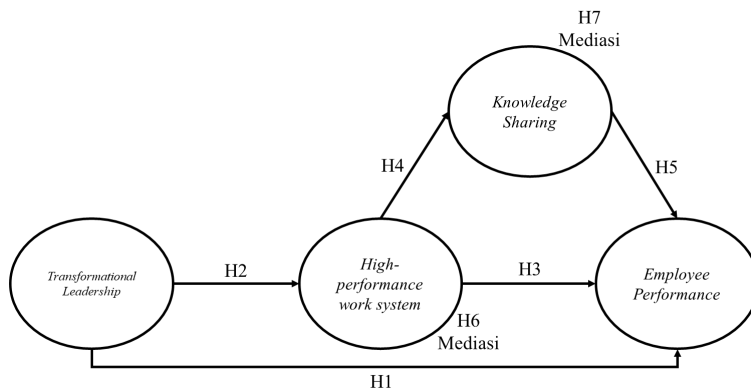 H7
Mediasi
Knowledge
Sharing
H4
H5
Transformational
Leadership
H2
High-
performance
work system
H3
Employee
Performance
H6
Mediasi
H1